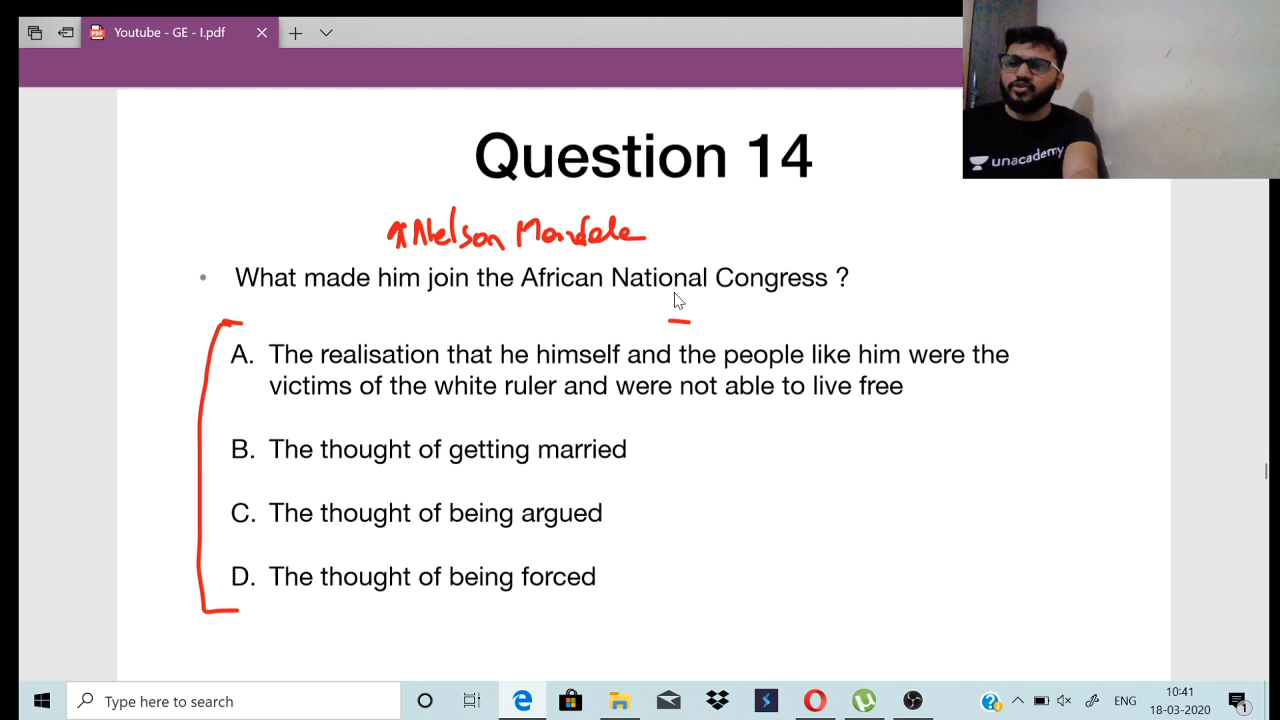 Youtube - GE - I.pdf
unacademy
Question 14
Nelson Mandela
What made him join the African National Congress ?
A. The realisation that he himself and the people like him were the
victims of the white ruler and were not able to live free
B. The thought of getting married
C. The thought of being argued
D. The thought of being forced
Type here to search
ENG
10:41
18-03-2020
1